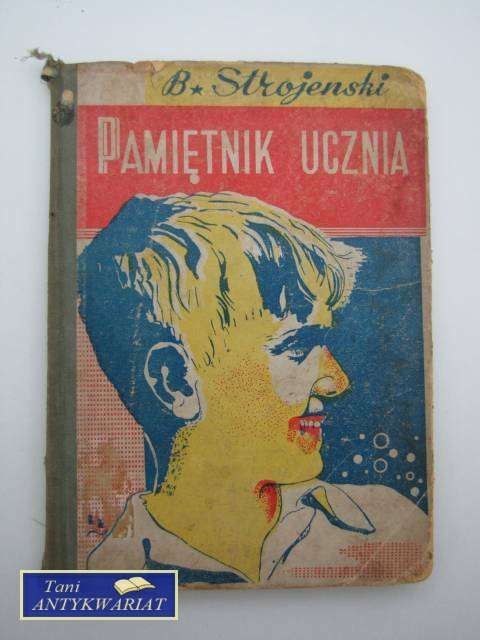 B★ Strojenski
PAMIĘTNIK UCZNIA
Tani
ANTYKWARIAT